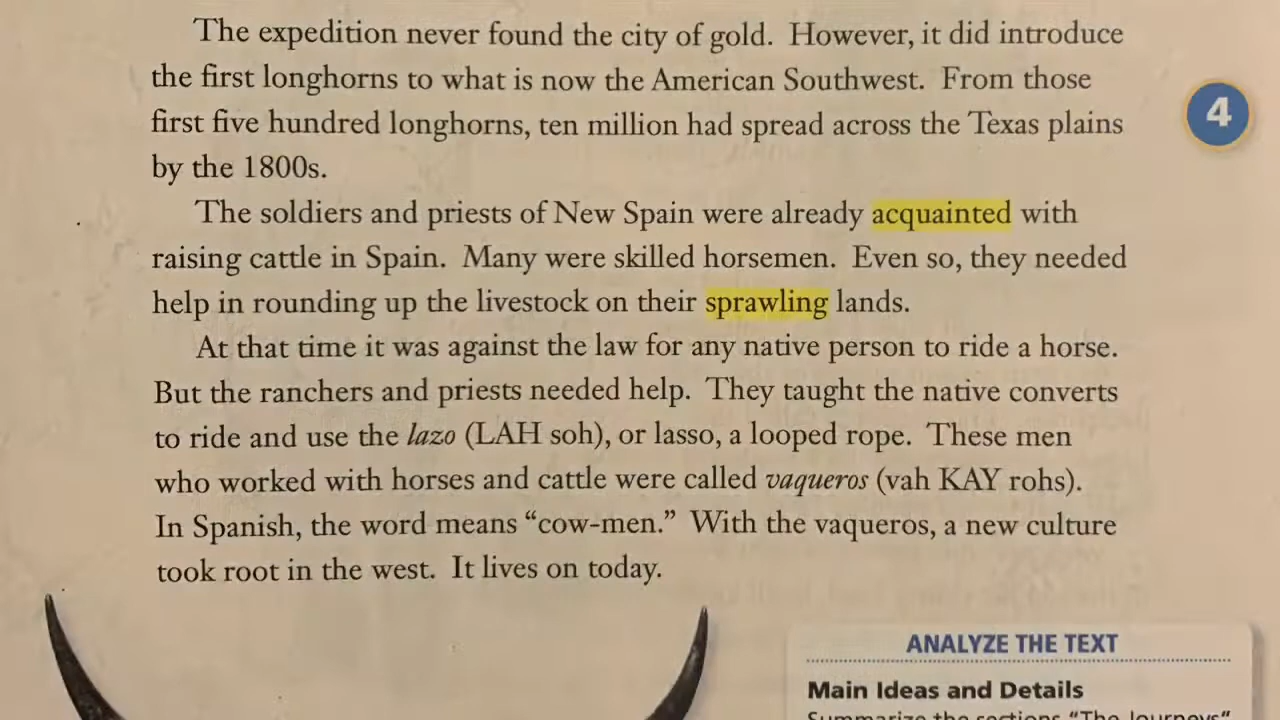 The expedition never found the city of gold. However, it did introduce
the first longhorns to what is now the American Southwest. From those
first five hundred longhorns, ten million had spread across the Texas plains
by the 1800s.
4
The soldiers and priests of New Spain were already acquainted with
raising cattle in Spain. Many were skilled horsemen. Even so, they needed
help in rounding up the livestock on their sprawling lands.
At that time it was against the law for any native person to ride a horse.
But the ranchers and priests needed help. They taught the native converts
to ride and use the lazo (LAH soh), or lasso, a looped rope. These men
who worked with horses and cattle were called vaqueros (vah KAY rohs).
In Spanish, the word means “cow-men.” With the vaqueros, a new culture
took root in the west. It lives on today.
ANALYZE THE TEXT
Main Ideas and Details
Summarize the sections “The Journeys”